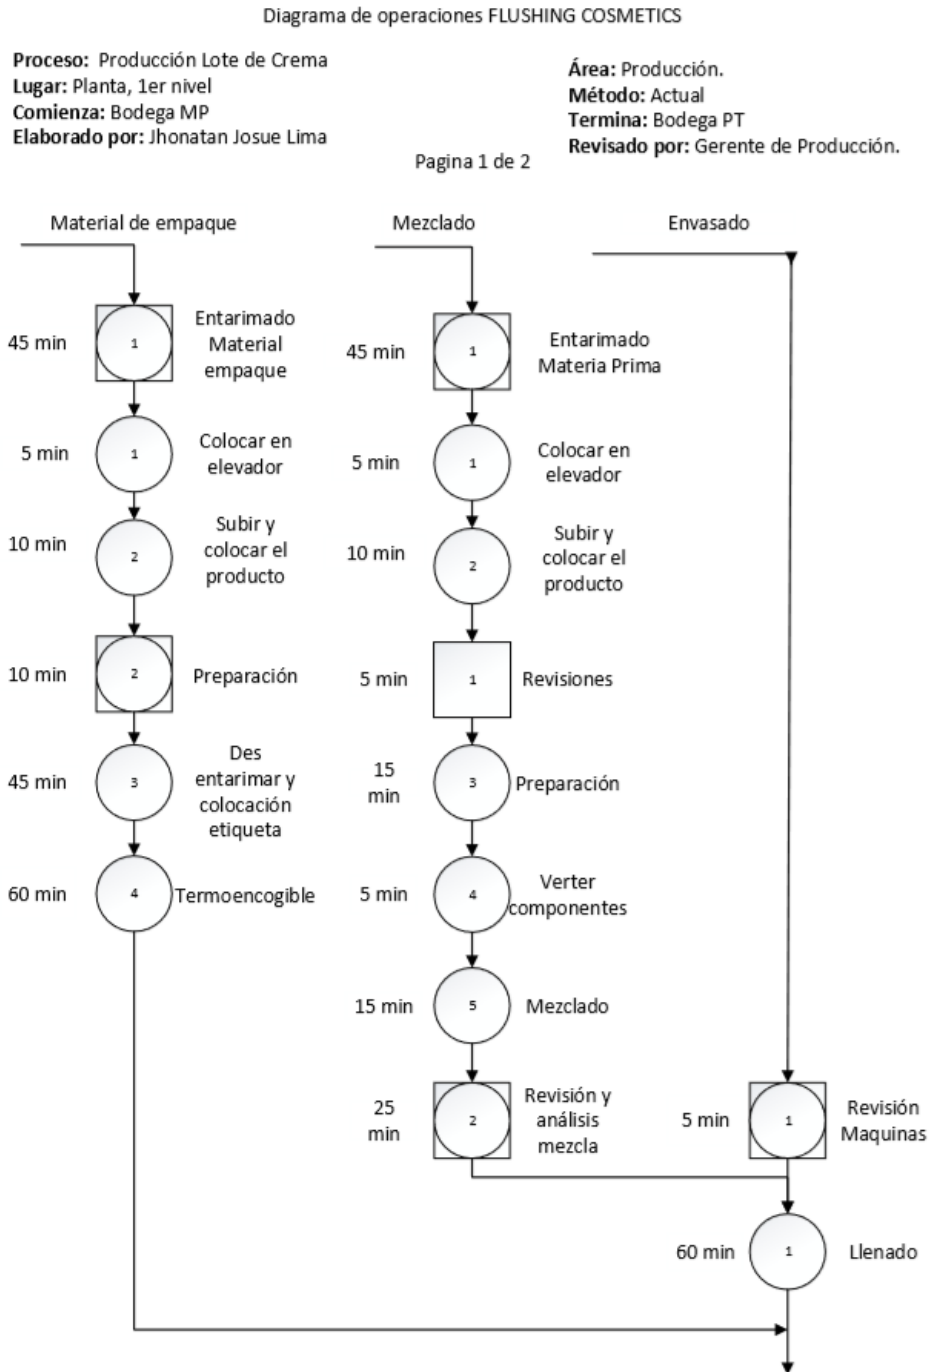 Diagrama de operaciones FLUSHING COSMETICS
Proceso: Producción Lote de Crema
Lugar: Planta, 1er nivel
Comienza: Bodega MP
Elaborado por: Jhonatan Josue Lima
Área: Producción.
Método: Actual
Termina: Bodega PT
Revisado por: Gerente de Producción.
Pagina 1 de 2
Material de empaque
45 min
1
Entarimado
Material
empaque
5 min
1
Colocar en
elevador
10 min
2
Subir y
colocar el
producto
10 min
2
Preparación
45 min
3
Des
entarimar y
colocación
etiqueta
60 min
4
Termoencogible
Mezclado
45 min
1
Entarimado
Materia Prima
5 min
1
Colocar en
elevador
10 min
2
Subir y
colocar el
producto
5 min
1
Revisiones
15
min
3
Preparación
5 min
4
Verter
componentes
15 min
5
Mezclado
25
min
2
Revisión y
análisis
mezcla
Envasado
5 min
1
Revisión
Maquinas
60 min
1
Llenado